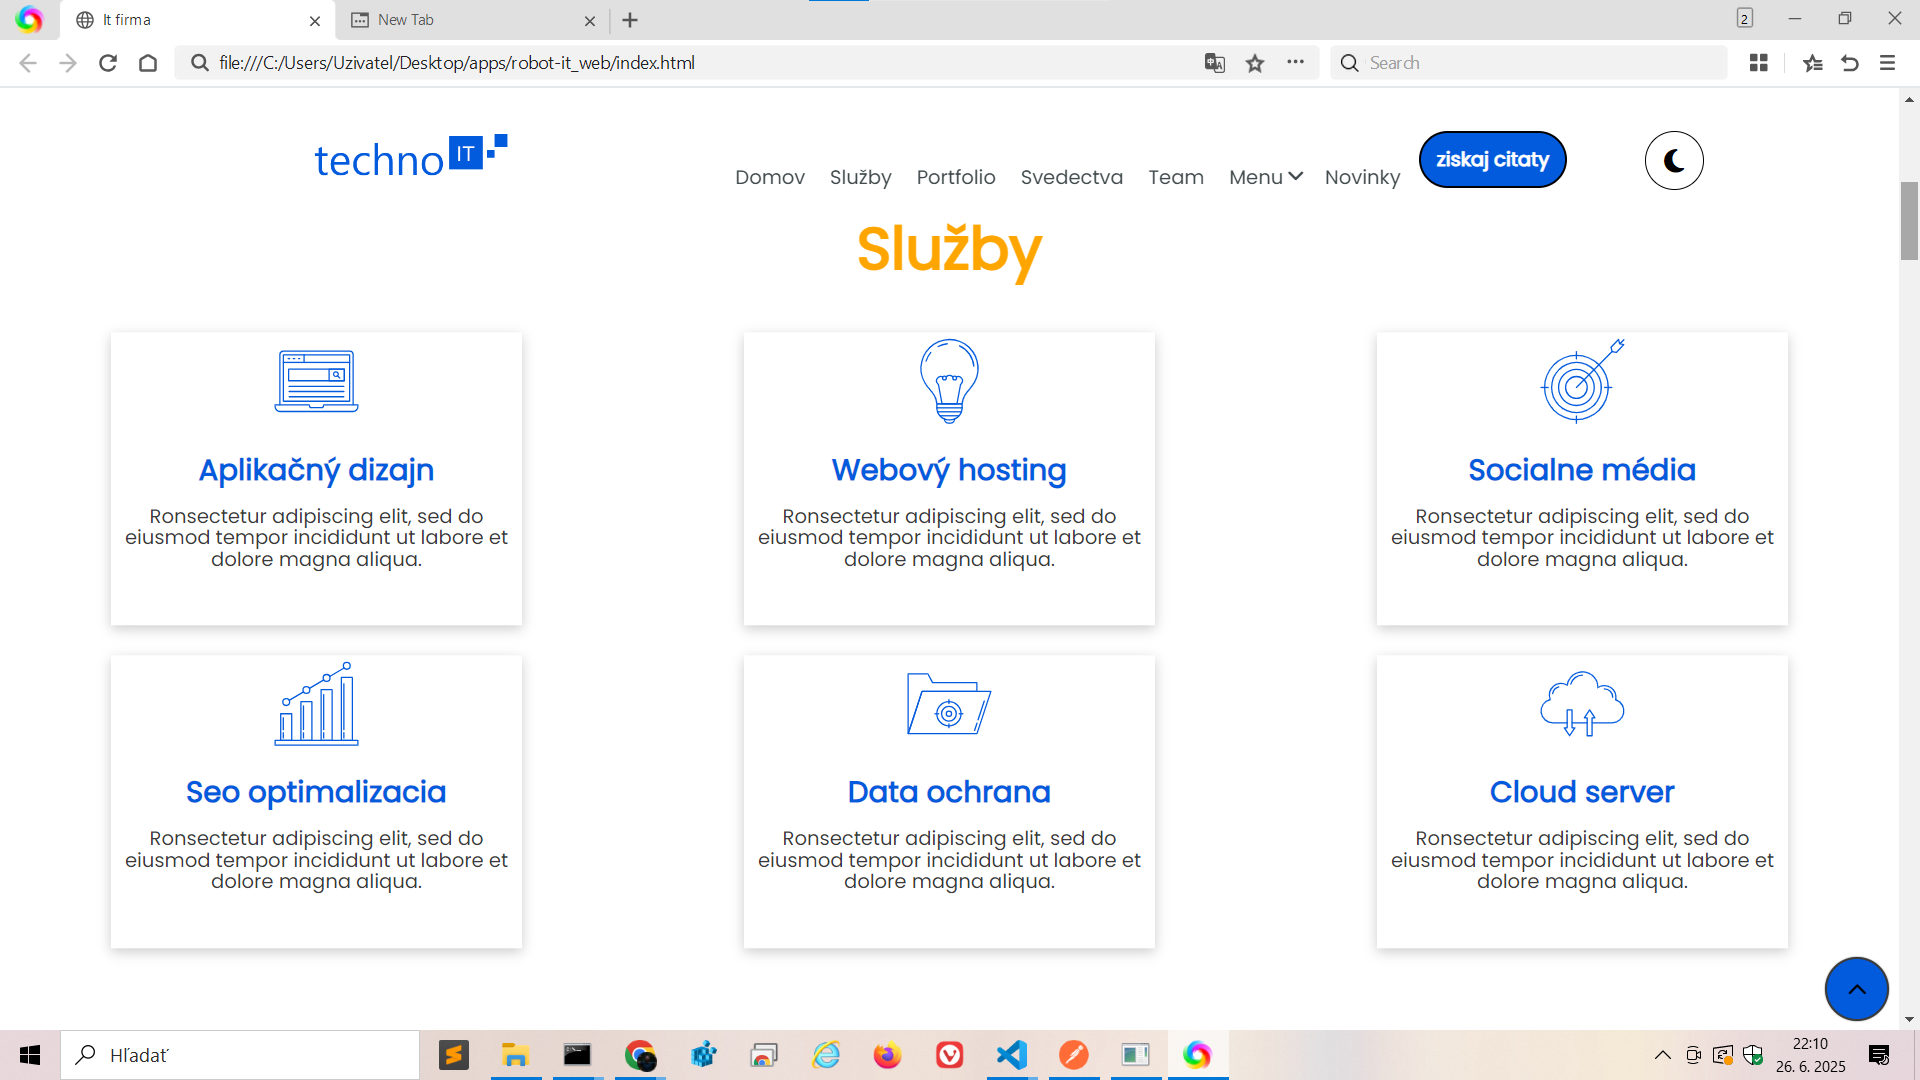 It firma
New Tab
2
file:///C:/Users/Uzivatel/Desktop/apps/robot-it_web/index.html
Search
techno IT
Domov
Služby
Portfolio
Svedectva
Team
Menu
Novinky
ziskaj citaty
Služby
Aplikačný dizajn
Ronsectetur adipiscing elit, sed do
eiusmod tempor incididunt ut labore et
dolore magna aliqua.
Webový hosting
Ronsectetur adipiscing elit, sed do
eiusmod tempor incididunt ut labore et
dolore magna aliqua.
Socialne média
Ronsectetur adipiscing elit, sed do
eiusmod tempor incididunt ut labore et
dolore magna aliqua.
Seo optimalizacia
Ronsectetur adipiscing elit, sed do
eiusmod tempor incididunt ut labore et
dolore magna aliqua.
Data ochrana
Ronsectetur adipiscing elit, sed do
eiusmod tempor incididunt ut labore et
dolore magna aliqua.
Cloud server
Ronsectetur adipiscing elit, sed do
eiusmod tempor incididunt ut labore et
dolore magna aliqua.
Hľadať
22:10
26. 6. 2025